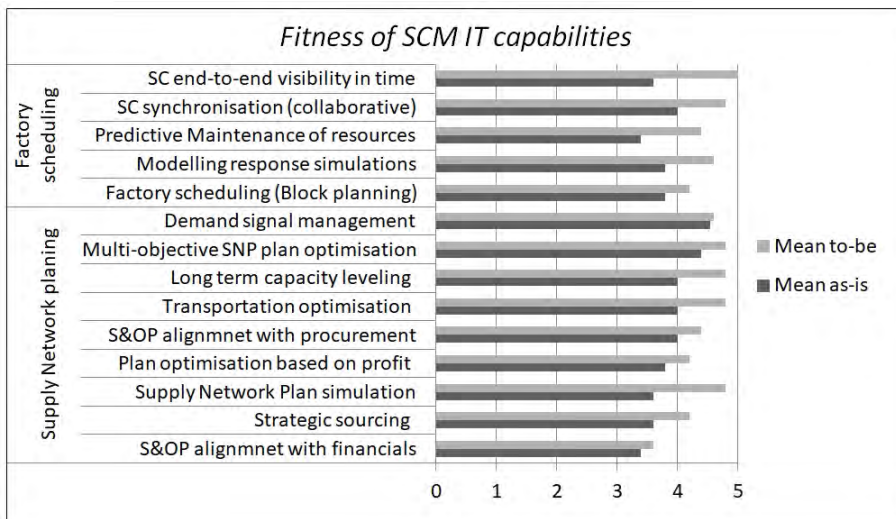 Fitness of SCM IT capabilities
Factory
scheduling
SC end-to-end visibility in time
SC synchronisation (collaborative)
Predictive Maintenance of resources
Modelling response simulations
Factory scheduling (Block planning)
Supply Network planing
Demand signal management
Multi-objective SNP plan optimisation
Long term capacity leveling
Transportation optimisation
S&OP alignmnet with procurement
Plan optimisation based on profit
Supply Network Plan simulation
Strategic sourcing
S&OP alignmnet with financials
Mean to-be
Mean as-is
0 1 2 3 4 5